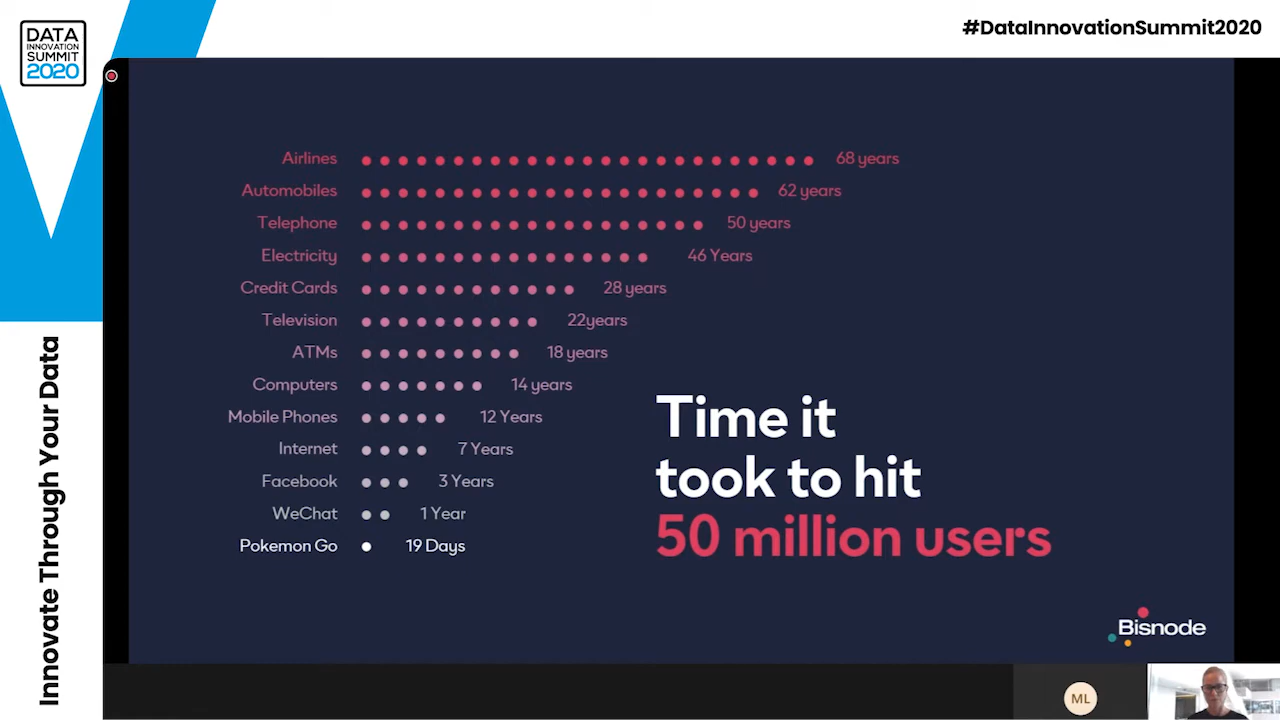 DATA
INNOVATION
SUMMIT
2020
#DataInnovationSummit2020
Innovate Through Your Data
Airlines 68 years
Automobiles 62 years
Telephone 50 years
Electricity 46 Years
Credit Cards 28 years
Television 22years
ATMs 18 years
Computers 14 years
Mobile Phones 12 Years
Internet 7 Years
Facebook 3 Years
WeChat 1 Year
Pokemon Go 19 Days
Time it
took to hit
50 million users
Bisnode
ML